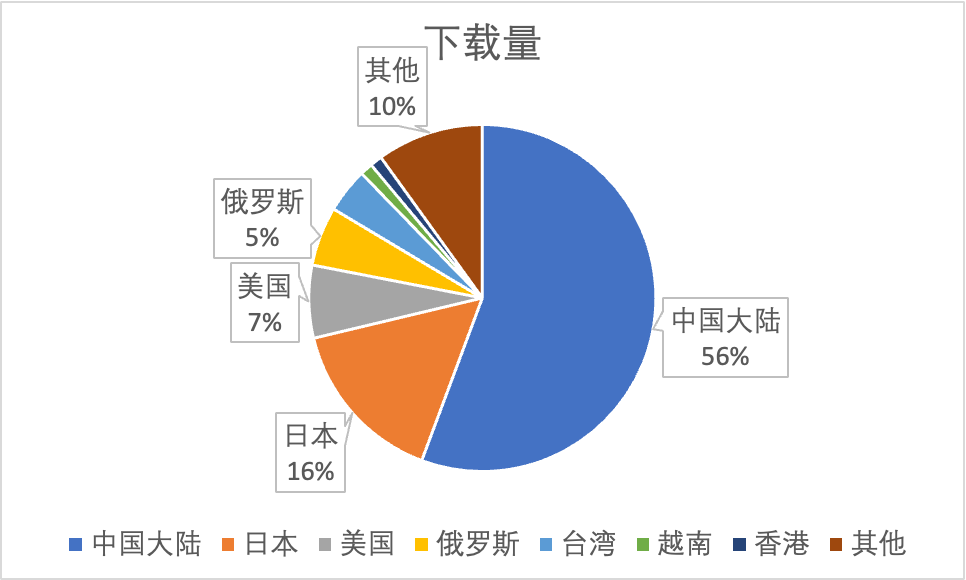 下载量
其他
10%
俄罗斯
5%
美国
7%
日本
16%
中国大陆
56%
中国大陆 日本 美国 俄罗斯 台湾 越南 香港 其他